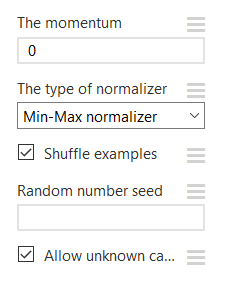 The momentum
0
The type of normalizer
Min-Max normalizer
Shuffle examples
Random number seed
Allow unknown ca...